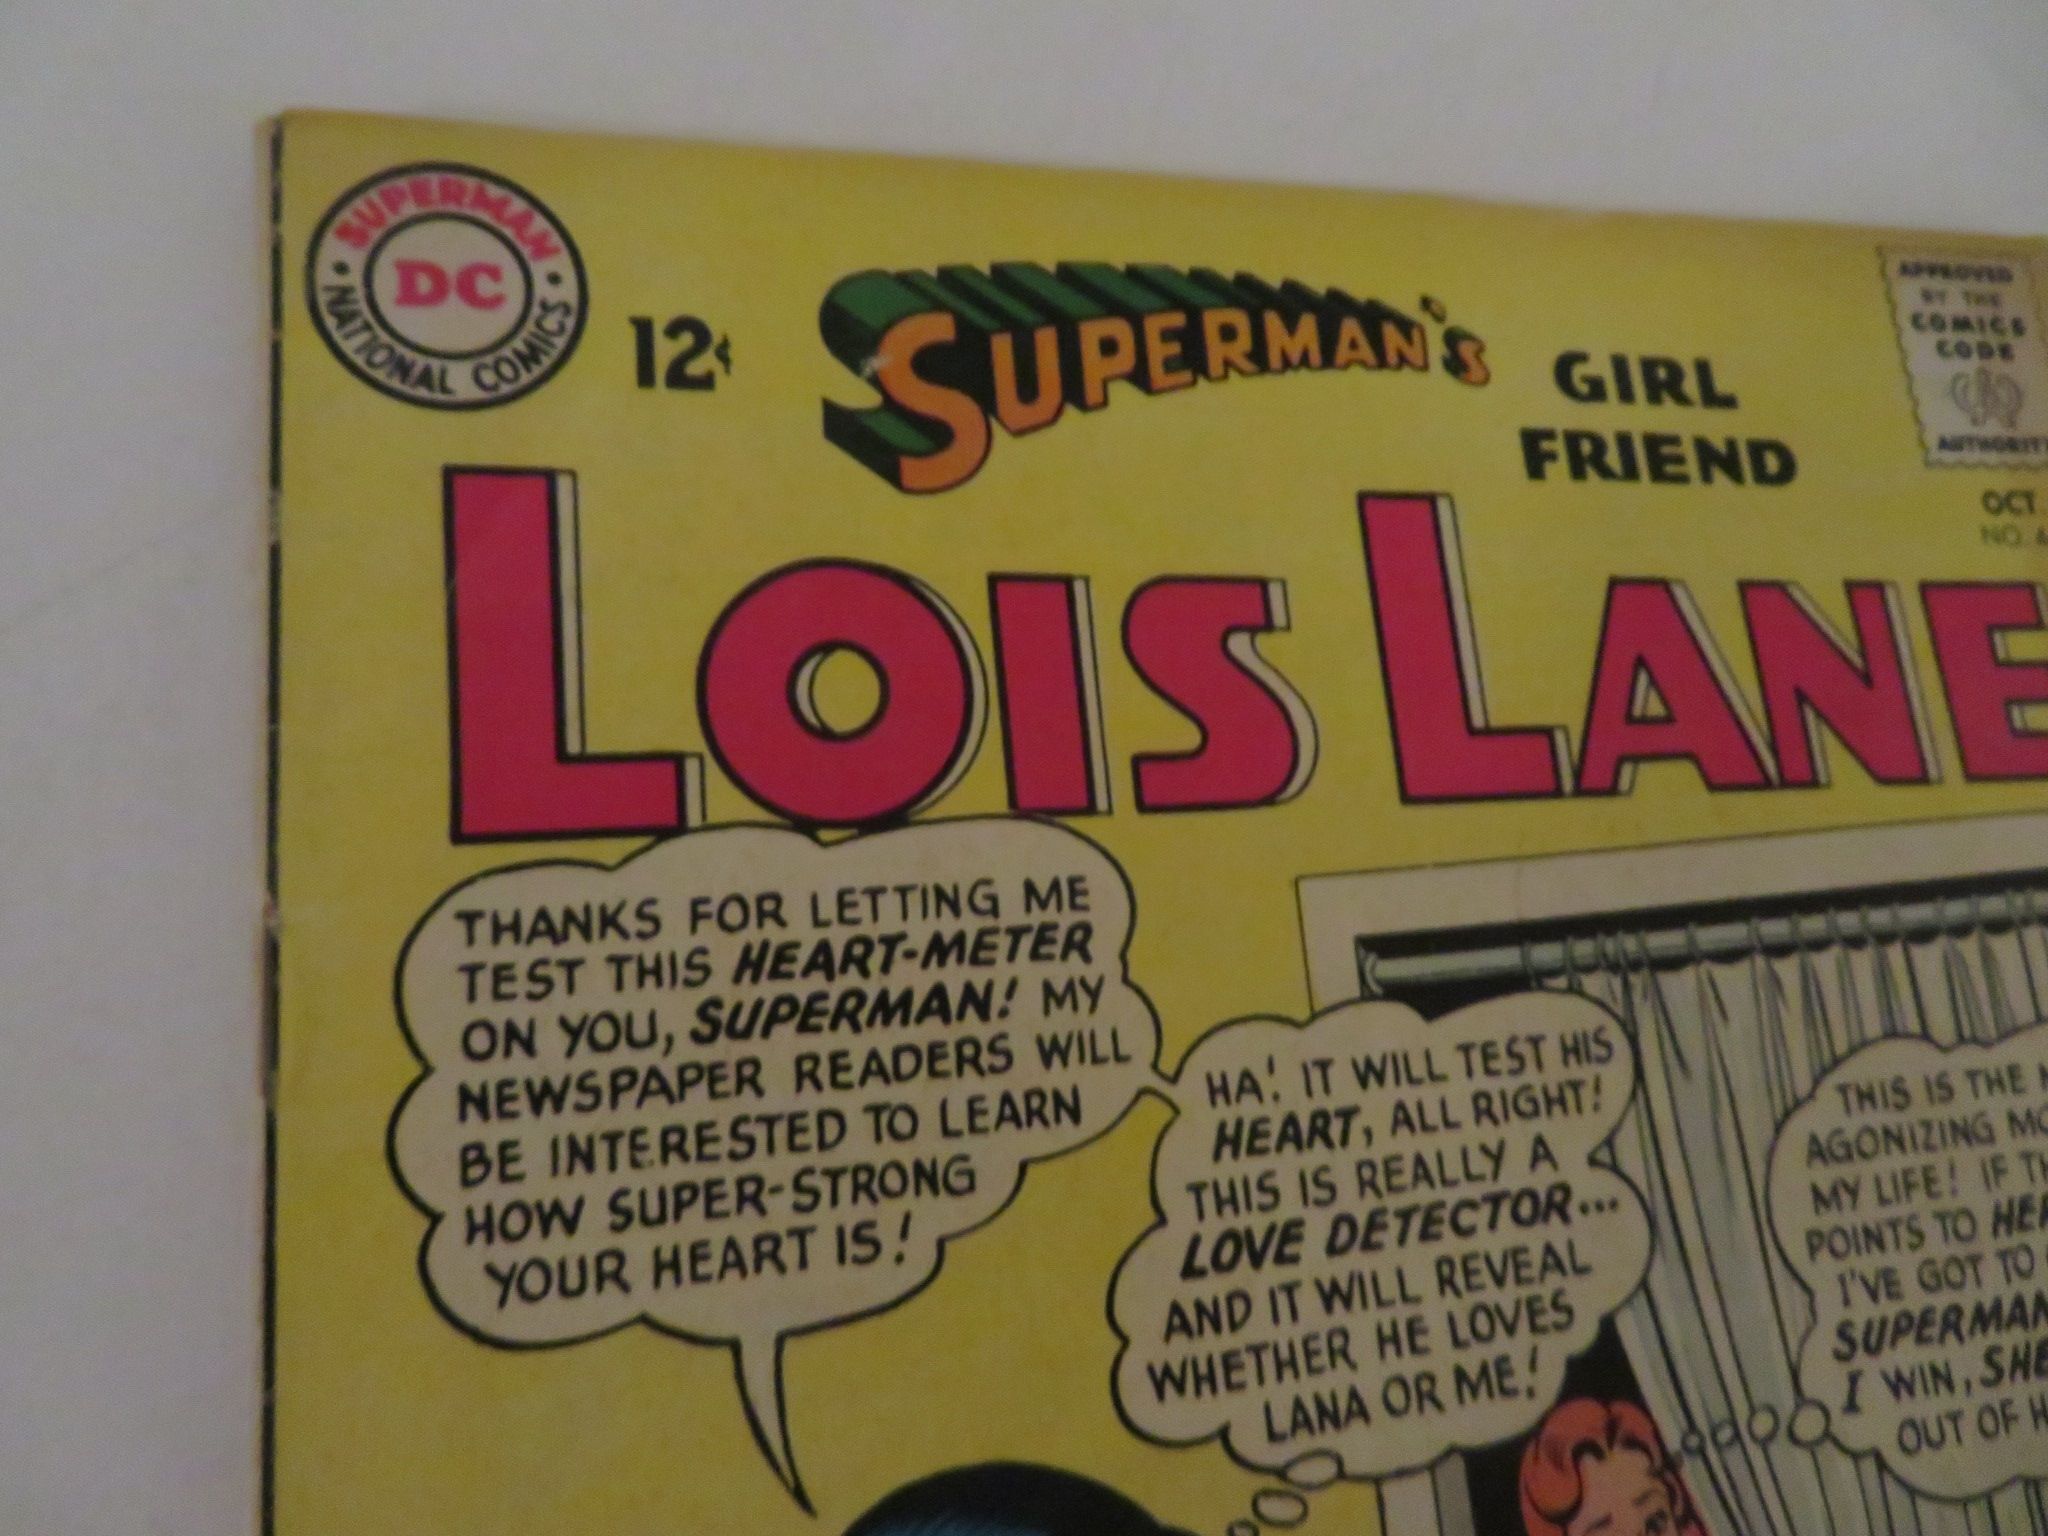 SUPERMAN
DC
• NATIONAL COMICS •
12¢
SUPERMAN'S
GIRL
FRIEND
LOIS LANE
APPROVED
BY THE
COMICS
CODE
AUTHORITY
OCT.
NO.
THANKS FOR LETTING ME
TEST THIS HEART-METER
ON YOU, SUPERMAN! MY
NEWSPAPER READERS WILL
BE INTERESTED TO LEARN
HOW SUPER-STRONG
YOUR HEART IS!
HA! IT WILL TEST HIS
HEART, ALL RIGHT!
THIS IS REALLY A
LOVE DETECTOR...
AND IT WILL REVEAL
WHETHER HE LOVES
LANA OR ME!
THIS IS THE
AGONIZING
MY LIFE! IF
POINTS TO
I'VE GOT TO
SUPERMAN
I WIN, SHE
OUT OF